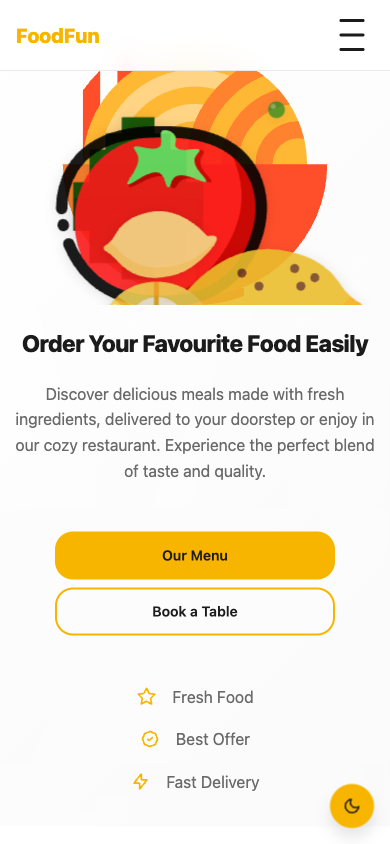 FoodFun
Order Your Favourite Food Easily
Discover delicious meals made with fresh
ingredients, delivered to your doorstep or enjoy in
our cozy restaurant. Experience the perfect blend
of taste and quality.
Our Menu
Book a Table
Fresh Food
Best Offer
Fast Delivery